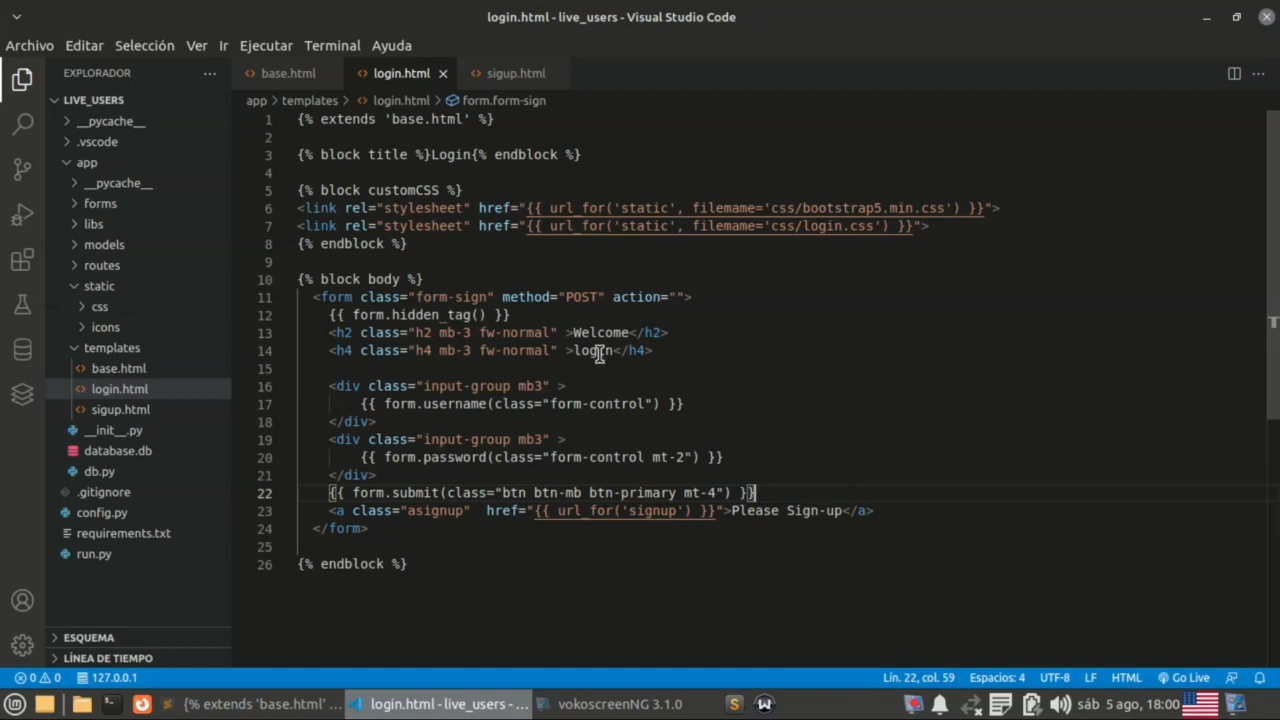 login.html - live_users - Visual Studio Code
Archivo Editar Selección Ver Ir Ejecutar Terminal Ayuda
EXPLORADOR
base.html
login.html
sigup.html
LIVE_USERS
__pycache__
.vscode
app
__pycache__
forms
libs
models
routes
static
css
icons
templates
base.html
login.html
sigup.html
__init__.py
database.db
db.py
.gitignore
config.py
requirements.txt
run.py
ESQUEMA
LÍNEA DE TIEMPO
app > templates > login.html > form.form-sign
1 {% extends 'base.html' %}
2
3 {% block title %}Login{% endblock %}
4
5 {% block customCSS %}
6 <link rel="stylesheet" href="{{ url_for('static', filemame='css/bootstrap5.min.css') }}">
7 <link rel="stylesheet" href="{{ url_for('static', filemame='css/login.css') }}">
8 {% endblock %}
9
10 {% block body %}
11 <form class="form-sign" method="POST" action="">
12 {{ form.hidden_tag() }}
13 <h2 class="h2 mb-3 fw-normal" >Welcome</h2>
14 <h4 class="h4 mb-3 fw-normal" >login</h4>
15
16 <div class="input-group mb3" >
17 {{ form.username(class="form-control") }}
18 </div>
19 <div class="input-group mb3" >
20 {{ form.password(class="form-control mt-2") }}
21 </div>
22 {{ form.submit(class="btn btn-mb btn-primary mt-4") }}
23 <a class="asignup"  href="{{ url_for('signup') }}">Please Sign-up</a>
24 </form>
25
26 {% endblock %}
0 0 127.0.0.1 Lín. 22, col. 59 Espacios: 4 UTF-8 LF HTML Go Live
{% extends 'base.html' ... login.html - live_users - ... vokoscreenNG 3.1.0 sáb 5 ago, 18:00